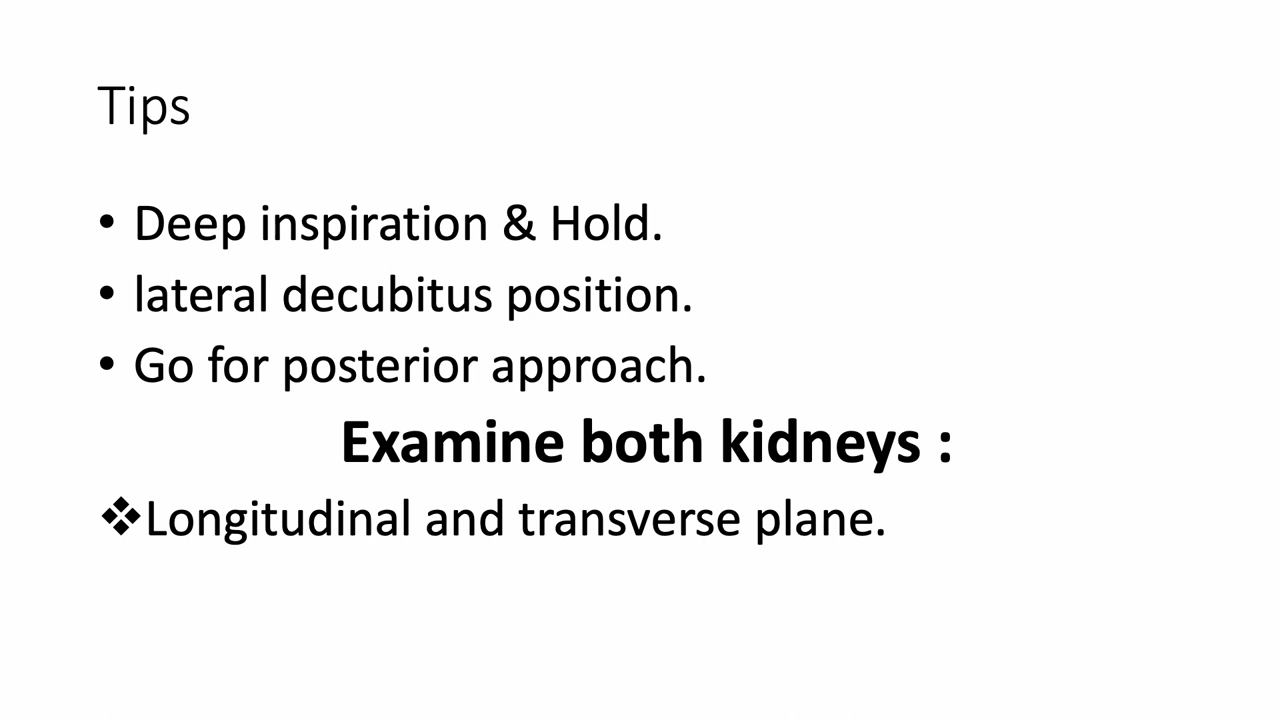 Tips
• Deep inspiration & Hold.
• lateral decubitus position.
• Go for posterior approach.
Examine both kidneys :
❖Longitudinal and transverse plane.